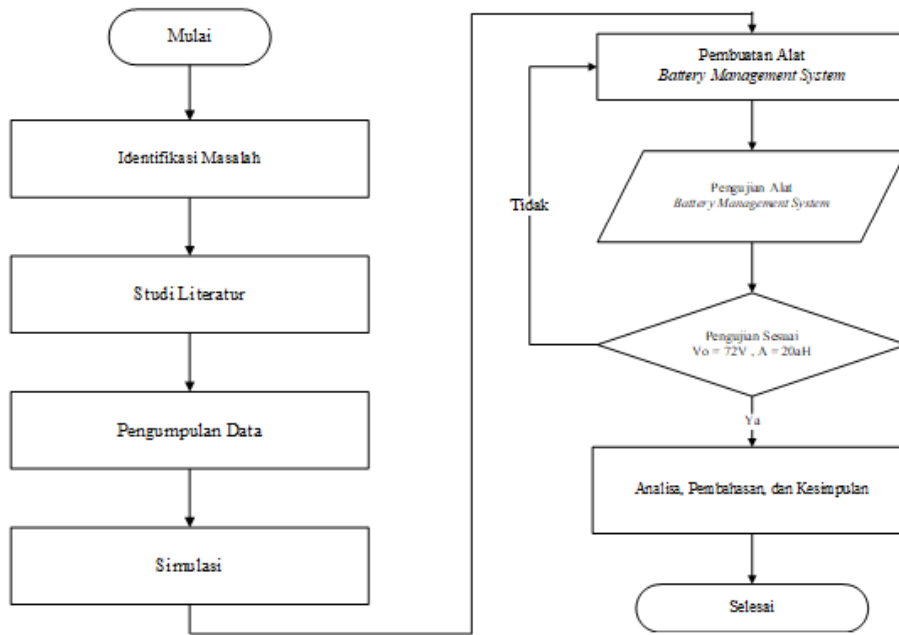 Mulai
Identifikasi Masalah
Studi Literatur
Pengumpulan Data
Simulasi
Pembuatan Alat
Battery Management System
Pengujian Alat
Battery Management System
Tidak
Pengujian Sesuai
Vo = 72V , A = 20aH
Ya
Analisa, Pembahasan, dan Kesimpulan
Selesai